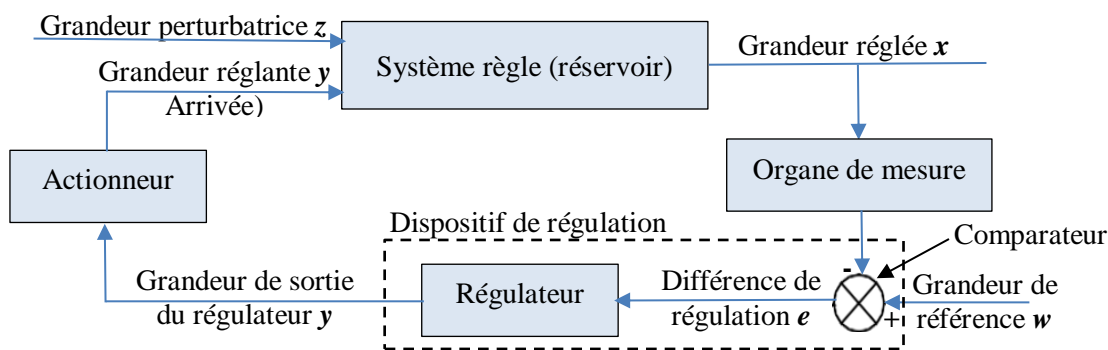 Grandeur perturbatrice z
Système règle (réservoir)
Grandeur réglée x
Grandeur réglante y
Arrivée)
Actionneur
Organe de mesure
Dispositif de régulation
Comparateur
-
Régulateur
Différence de
régulation e
+
Grandeur de
référence w
Grandeur de sortie
du régulateur y